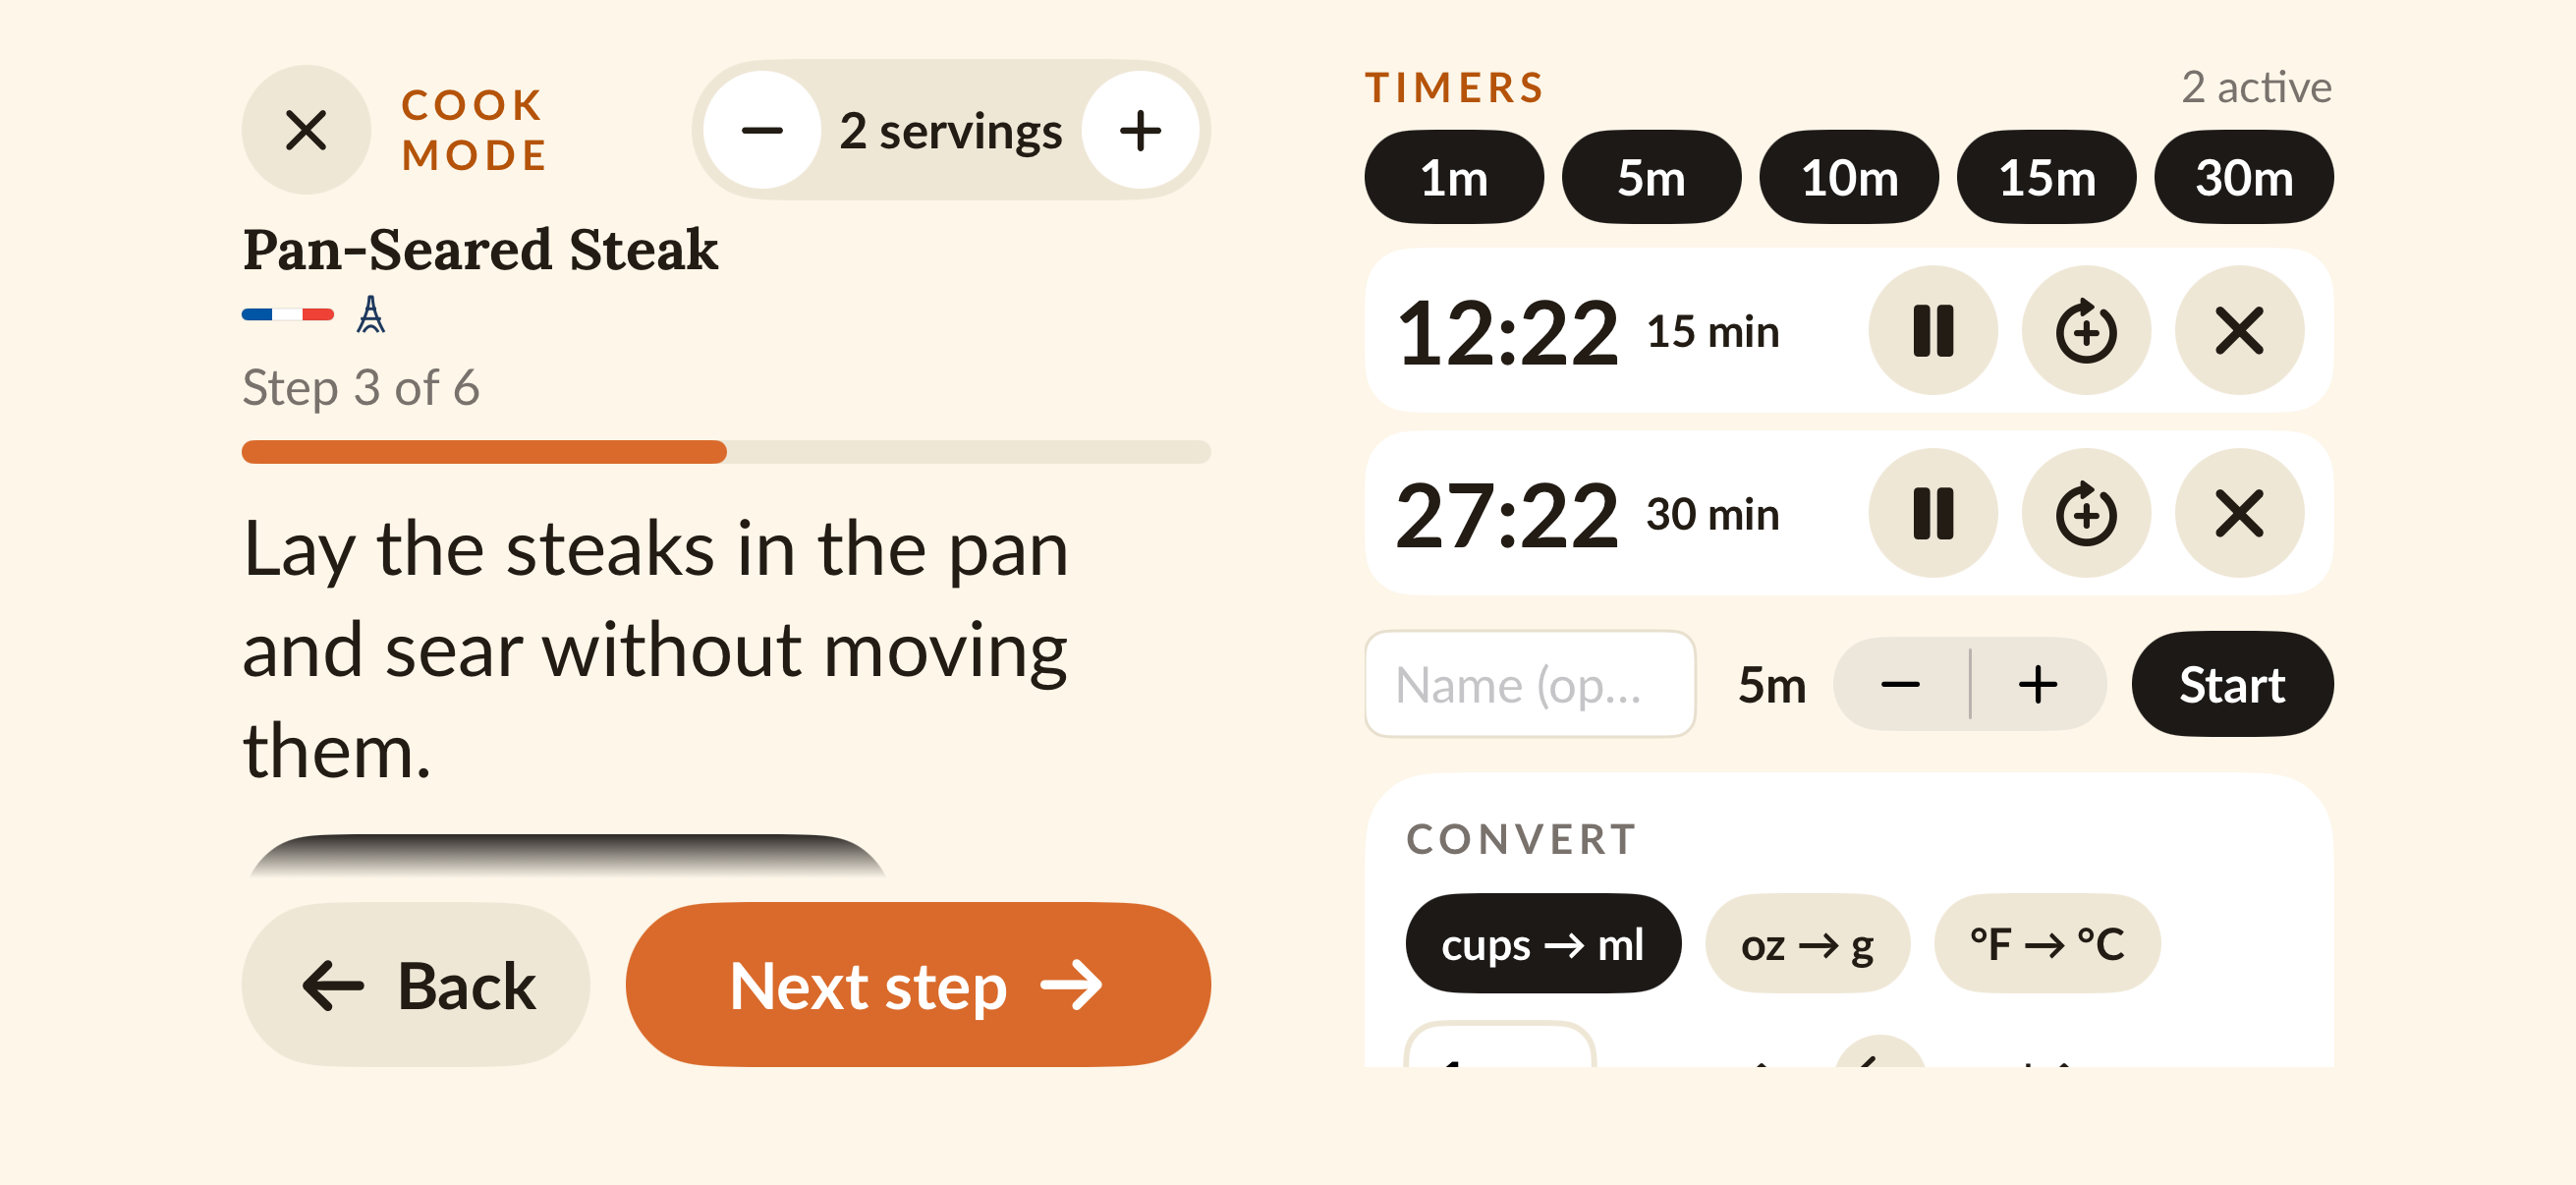 COOK
MODE
2 servings
Pan-Seared Steak
Step 3 of 6
Lay the steaks in the pan
and sear without moving
them.
Back
Next step
TIMERS
2 active
1m
5m
10m
15m
30m
12:22 15 min
27:22 30 min
Name (op...
5m
Start
CONVERT
cups → ml
oz → g
°F → °C